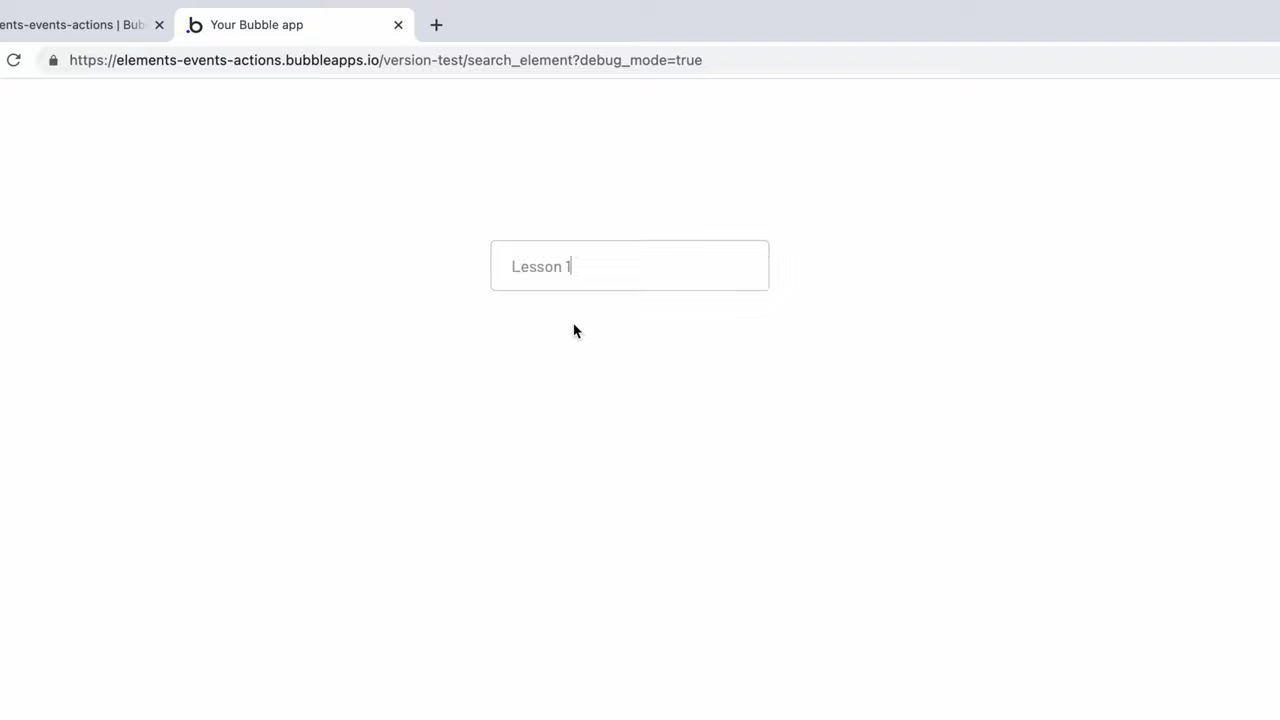 ents-events-actions | Bub
Your Bubble app
https://elements-events-actions.bubbleapps.io/version-test/search_element?debug_mode=true
Lesson 1